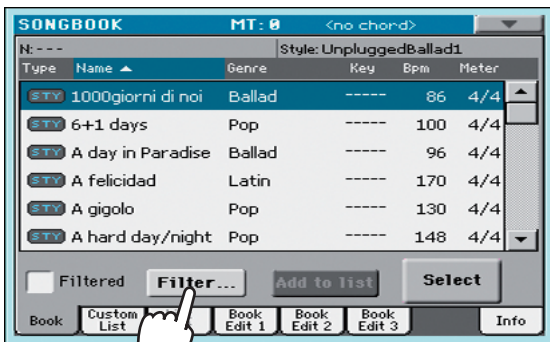 SONGBOOK MT: 0 <no chord>
N:--- Style: UnpluggedBallad1
Type Name Genre Key Bpm Meter
STY 1000giorni di noi Ballad ----- 86 4/4
STY 6+1 days Pop ----- 100 4/4
STY A day in Paradise Ballad ----- 96 4/4
STY A felicidad Latin ----- 170 4/4
STY A gigolo Pop ----- 130 4/4
STY A hard day/night Pop ----- 148 4/4
Filtered Filter... Add to list Select
Book Custom List Book Edit 1 Book Edit 2 Book Edit 3 Info